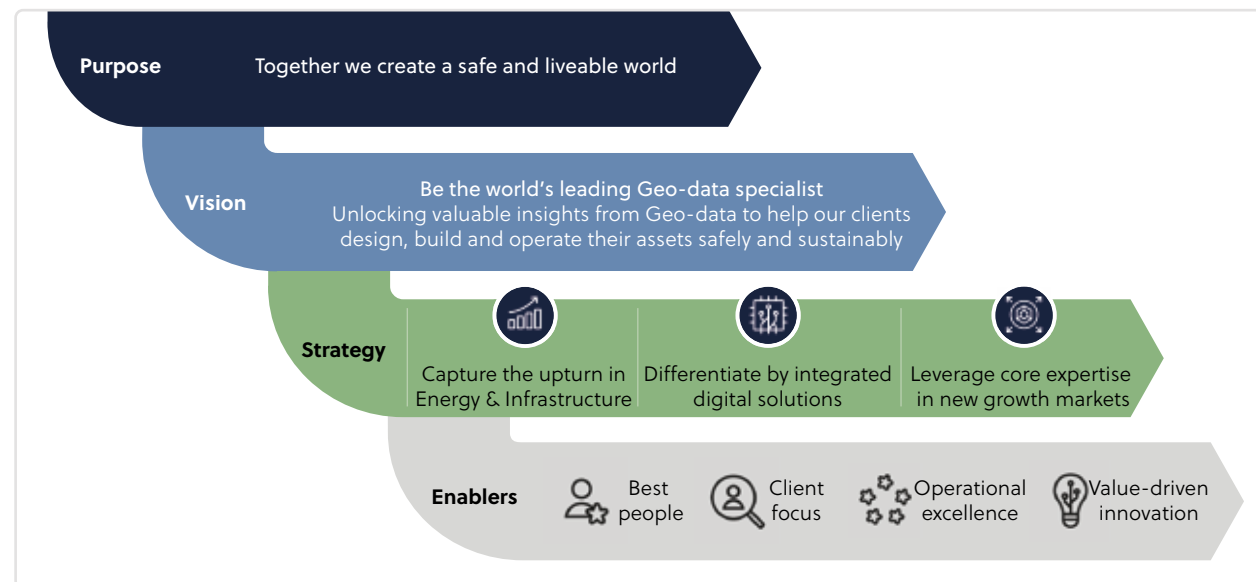 Purpose
Together we create a safe and liveable world
Vision
Be the world's leading Geo-data specialist
Unlocking valuable insights from Geo-data to help our clients
design, build and operate their assets safely and sustainably
Strategy
Capture the upturn in
Energy & Infrastructure
Differentiate by integrated
digital solutions
Leverage core expertise
in new growth markets
Enablers
Best
people
Client
focus
Operational
excellence
Value-driven
innovation